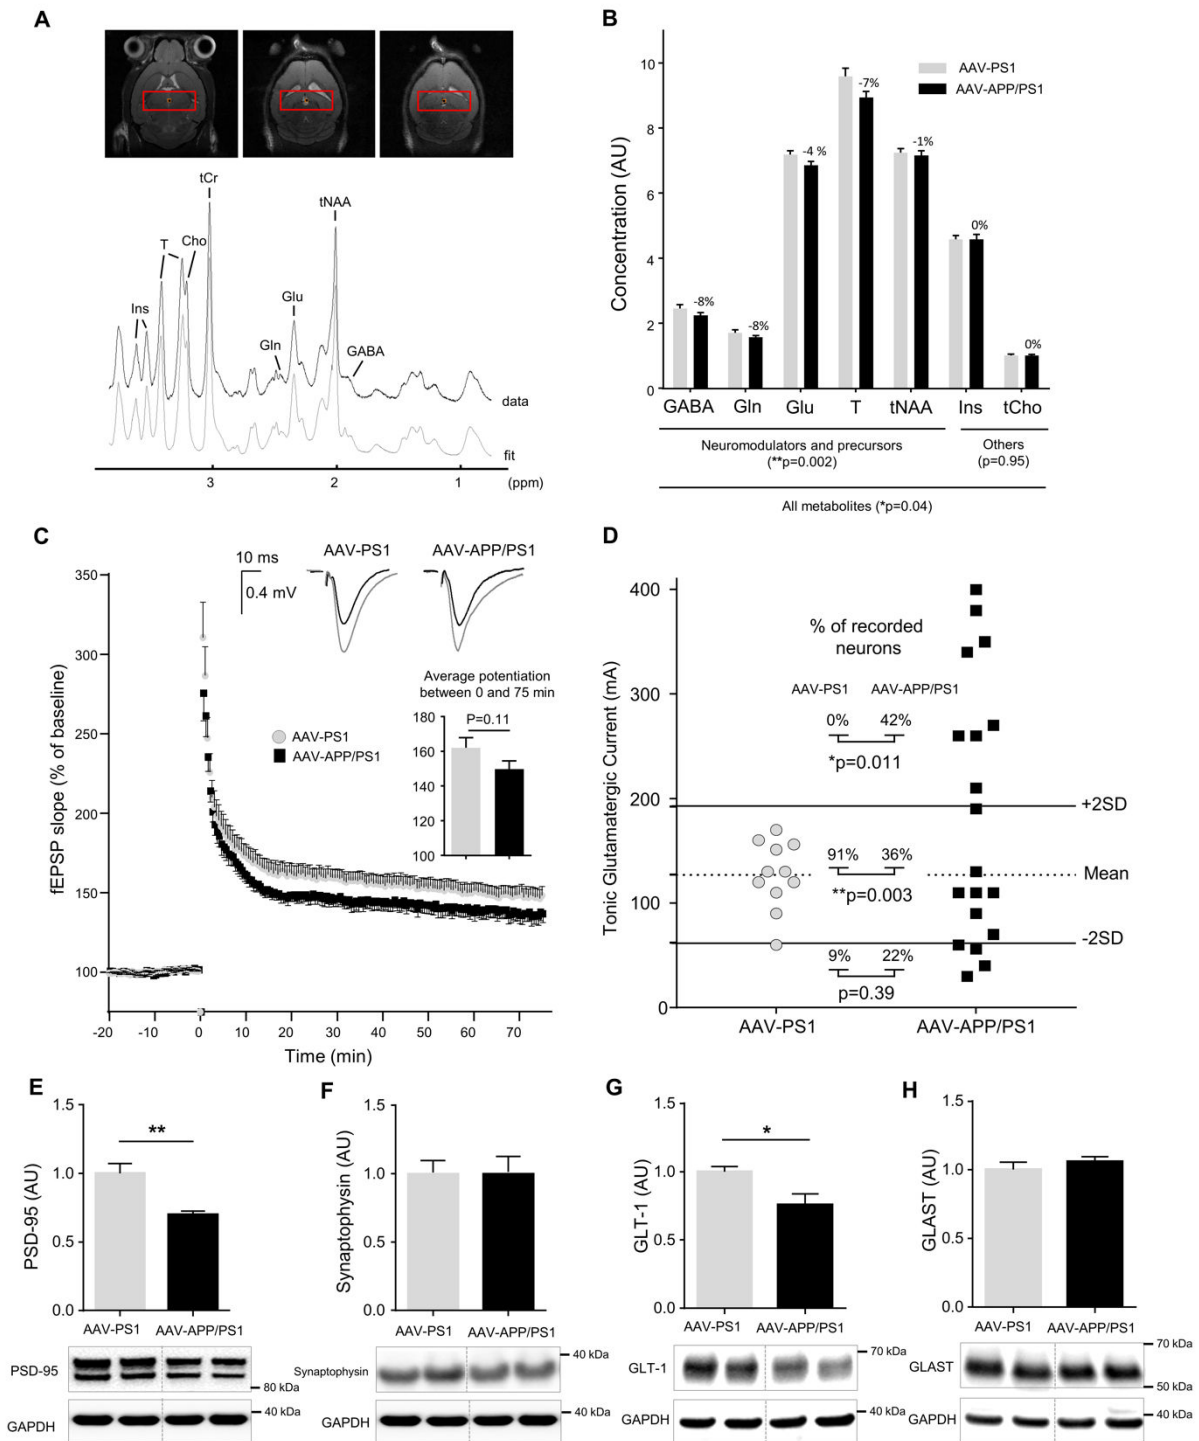 A
tCr
tNAA
T
Cho
Ins
Glu
Gln
GABA
data
fit
3
2
1
(ppm)
B
AAV-PS1
AAV-APP/PS1
Concentration (AU)
10
8
6
4
2
0
-8%
-8%
-4 %
-7%
-1%
0%
0%
GABA
Gln
Glu
T
tNAA
Ins
tCho
Neuromodulators and precursors
(**p=0.002)
Others
(p=0.95)
All metabolites (*p=0.04)
C
10 ms
0.4 mV
AAV-PS1
AAV-APP/PS1
fEPSP slope (% of baseline)
350
300
250
200
150
100
AAV-PS1
AAV-APP/PS1
Average potentiation
between 0 and 75 min
P=0.11
180
160
140
120
100
-20
-10
0
10
20
30
40
50
60
70
Time (min)
D
Tonic Glutamatergic Current (mA)
400
300
200
100
0
% of recorded
neurons
AAV-PS1
AAV-APP/PS1
0%
42%
*p=0.011
+2SD
91%
36%
**p=0.003
Mean
-2SD
9%
22%
p=0.39
AAV-PS1
AAV-APP/PS1
E
PSD-95 (AU)
1.5
1.0
0.5
0.0
**
AAV-PS1
AAV-APP/PS1
PSD-95
80 kDa
GAPDH
40 kDa
F
Synaptophysin (AU)
1.5
1.0
0.5
0.0
AAV-PS1
AAV-APP/PS1
Synaptophysin
40 kDa
GAPDH
40 kDa
G
GLT-1 (AU)
1.5
1.0
0.5
0.0
*
AAV-PS1
AAV-APP/PS1
GLT-1
70 kDa
GAPDH
40 kDa
H
GLAST (AU)
1.5
1.0
0.5
0.0
AAV-PS1
AAV-APP/PS1
GLAST
70 kDa
50 kDa
GAPDH
40 kDa